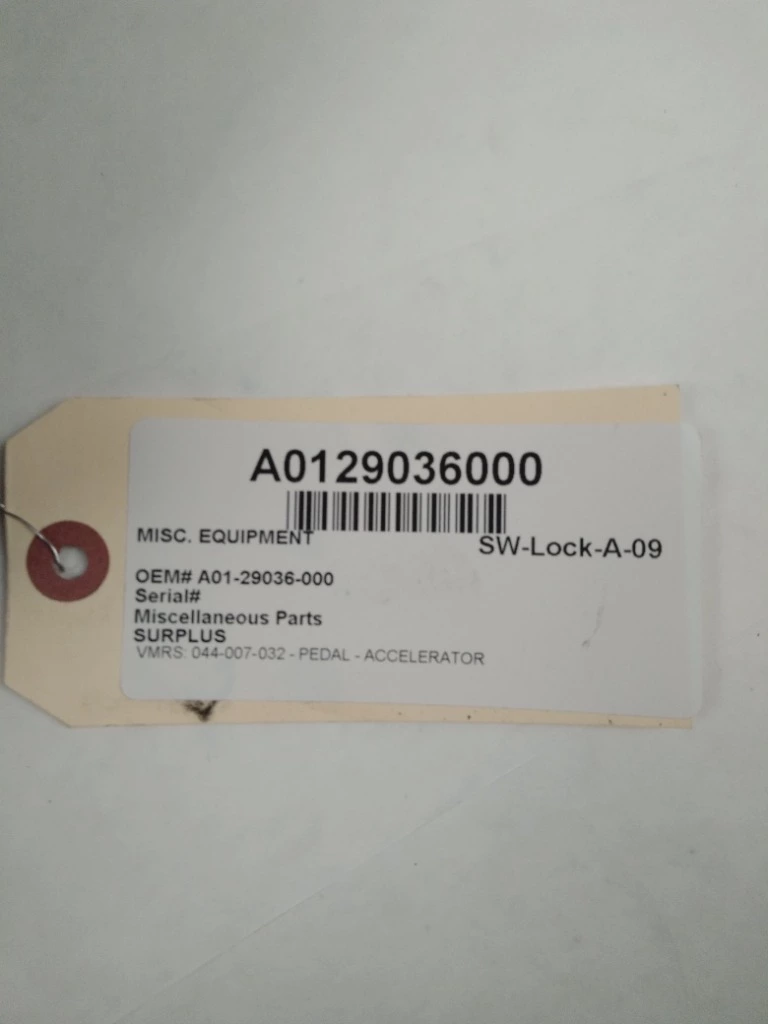 A0129036000
MISC. EQUIPMENT
SW-Lock-A-09
OEM# A01-29036-000
Serial#
Miscellaneous Parts
SURPLUS
VMRS: 044-007-032 - PEDAL - ACCELERATOR